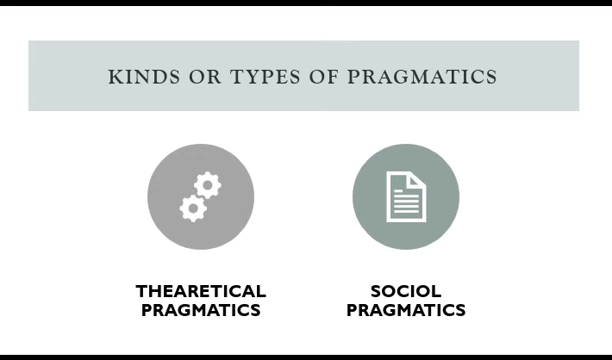 KINDS OR TYPES OF PRAGMATICS
THEARETICAL
PRAGMATICS
SOCIOL
PRAGMATICS